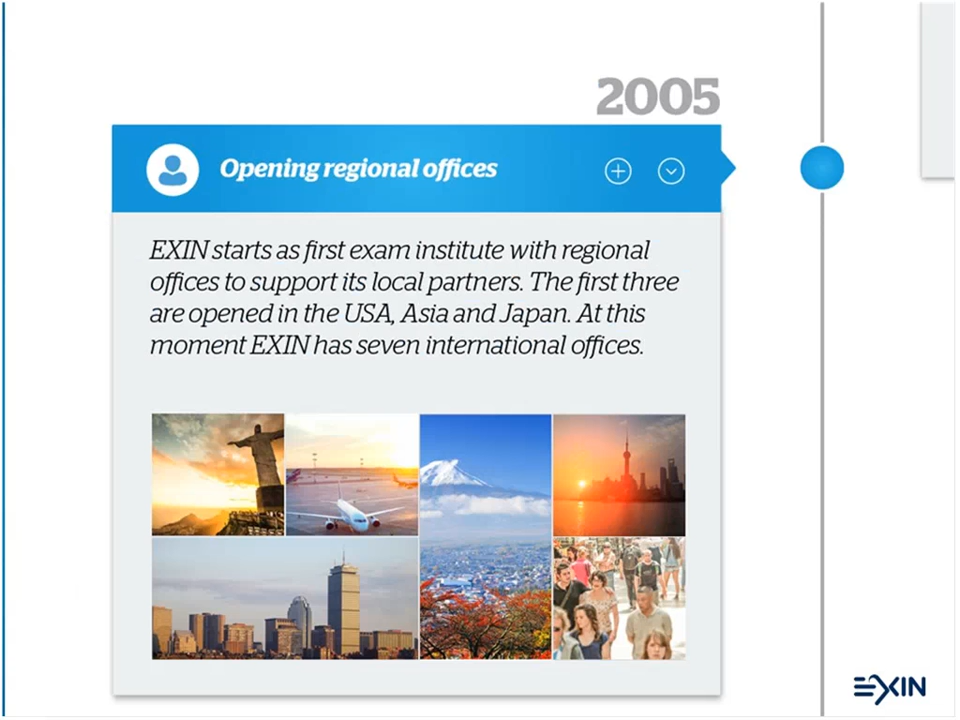 2005
Opening regional offices
EXIN starts as first exam institute with regional
offices to support its local partners. The first three
are opened in the USA, Asia and Japan. At this
moment EXIN has seven international offices.
EXIN